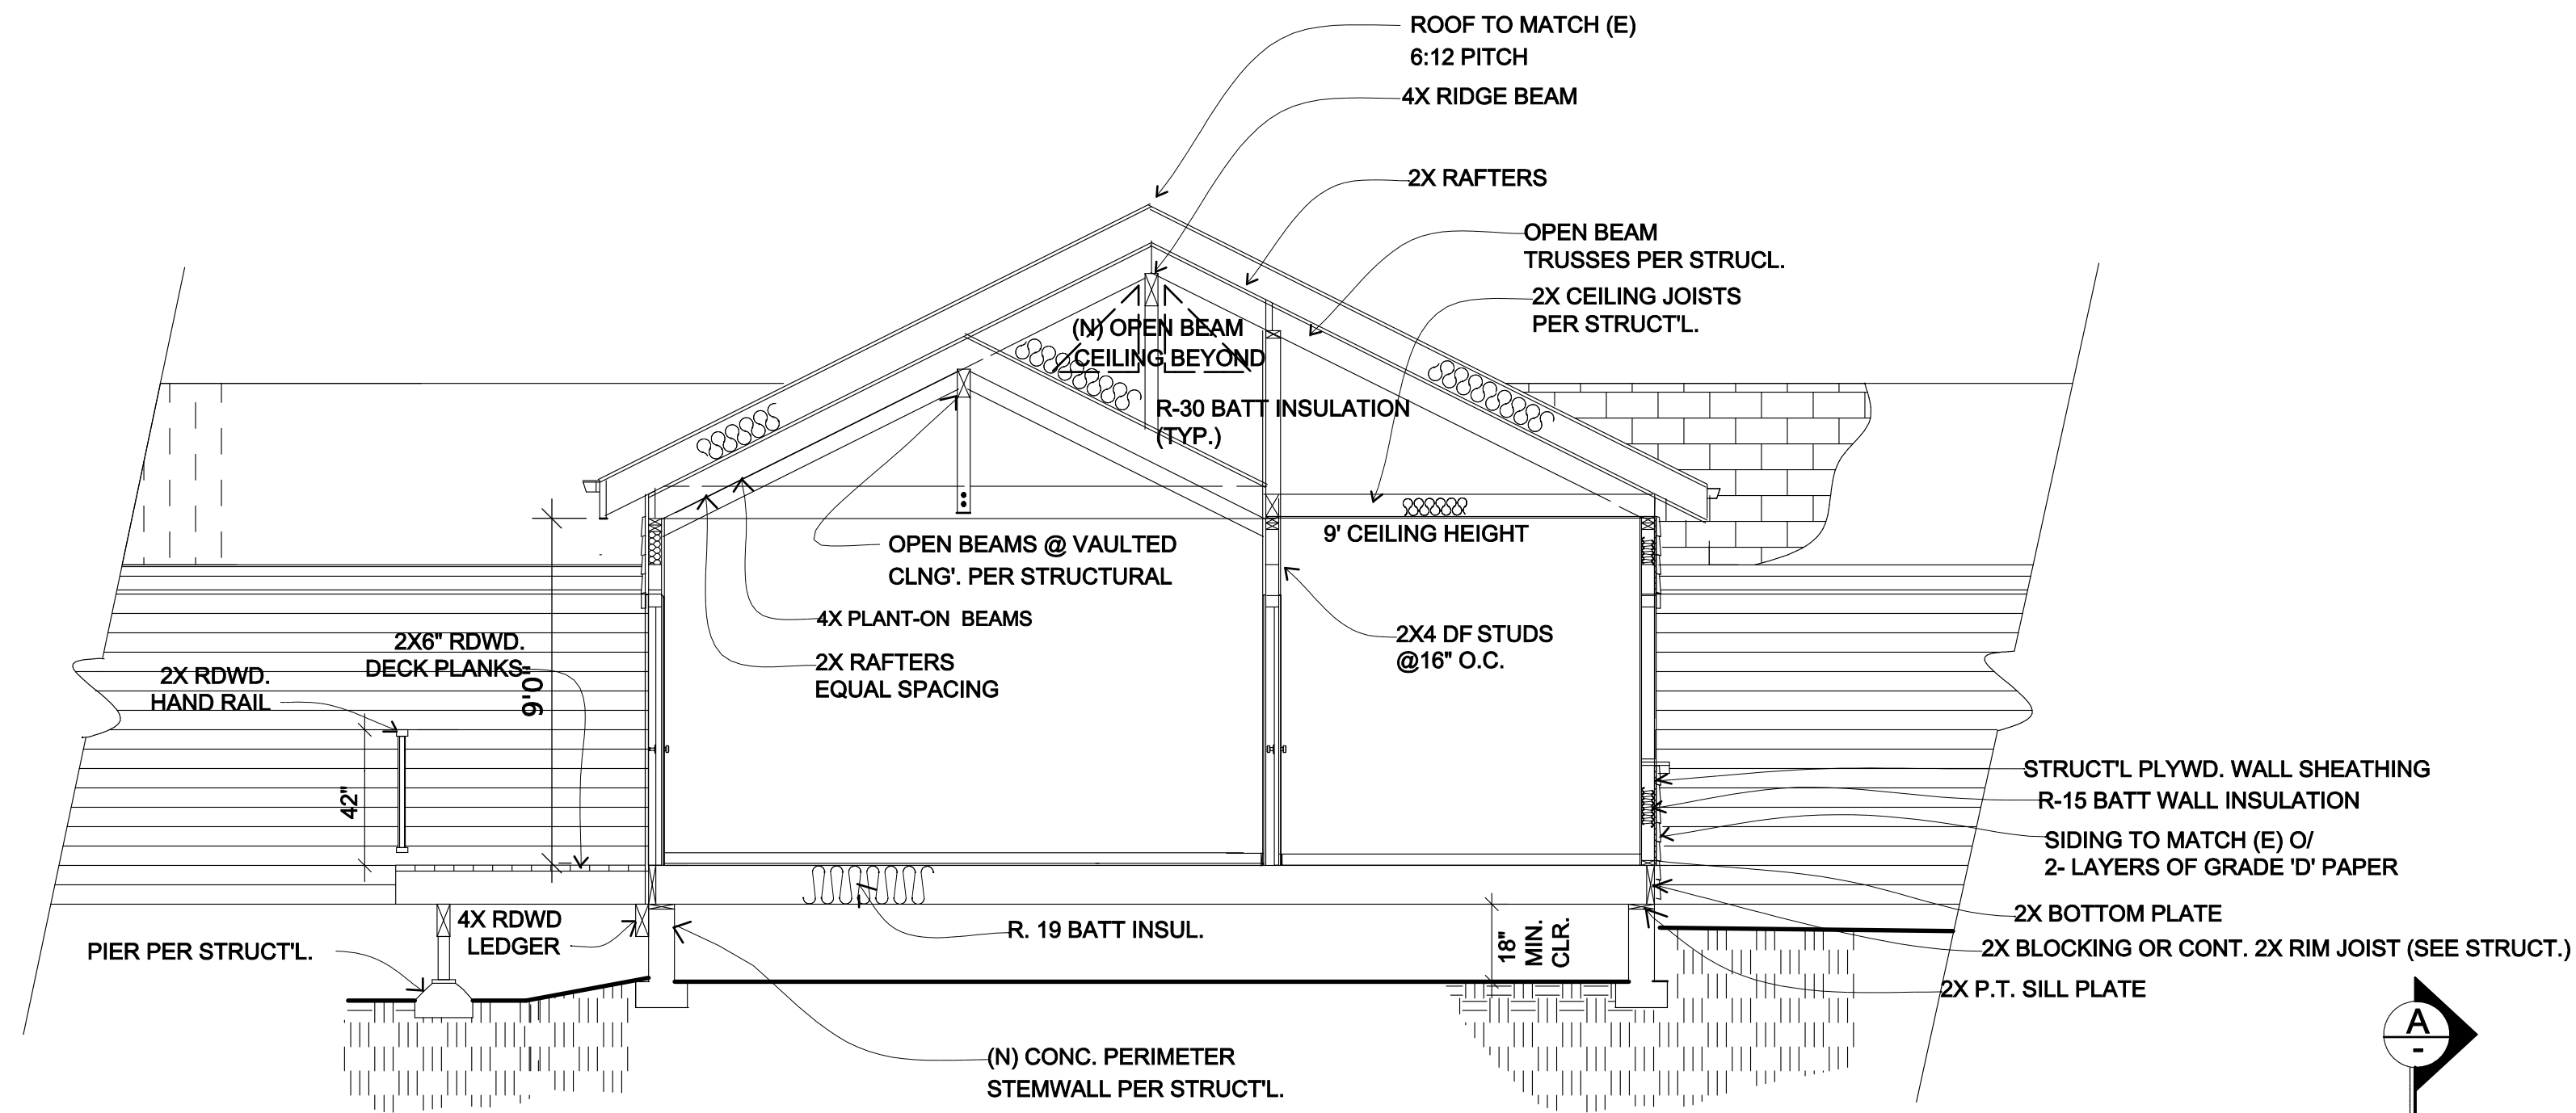 ROOF TO MATCH (E)
6:12 PITCH
4X RIDGE BEAM
2X RAFTERS
OPEN BEAM
TRUSSES PER STRUCL.
2X CEILING JOISTS
PER STRUCT'L.
(N) OPEN BEAM
CEILING BEYOND
R-30 BATT INSULATION
(TYP.)
9' CEILING HEIGHT
OPEN BEAMS @ VAULTED
CLNG'. PER STRUCTURAL
4X PLANT-ON BEAMS
2X RAFTERS
EQUAL SPACING
2X4 DF STUDS
@16" O.C.
2X6" RDWD.
DECK PLANKS
2X RDWD.
HAND RAIL
9'0"
42"
STRUCT'L PLYWD. WALL SHEATHING
R-15 BATT WALL INSULATION
SIDING TO MATCH (E) O/
2- LAYERS OF GRADE 'D' PAPER
2X BOTTOM PLATE
2X BLOCKING OR CONT. 2X RIM JOIST (SEE STRUCT.)
2X P.T. SILL PLATE
4X RDWD
LEDGER
PIER PER STRUCT'L.
R. 19 BATT INSUL.
18"
MIN.
CLR.
(N) CONC. PERIMETER
STEMWALL PER STRUCT'L.
A
-